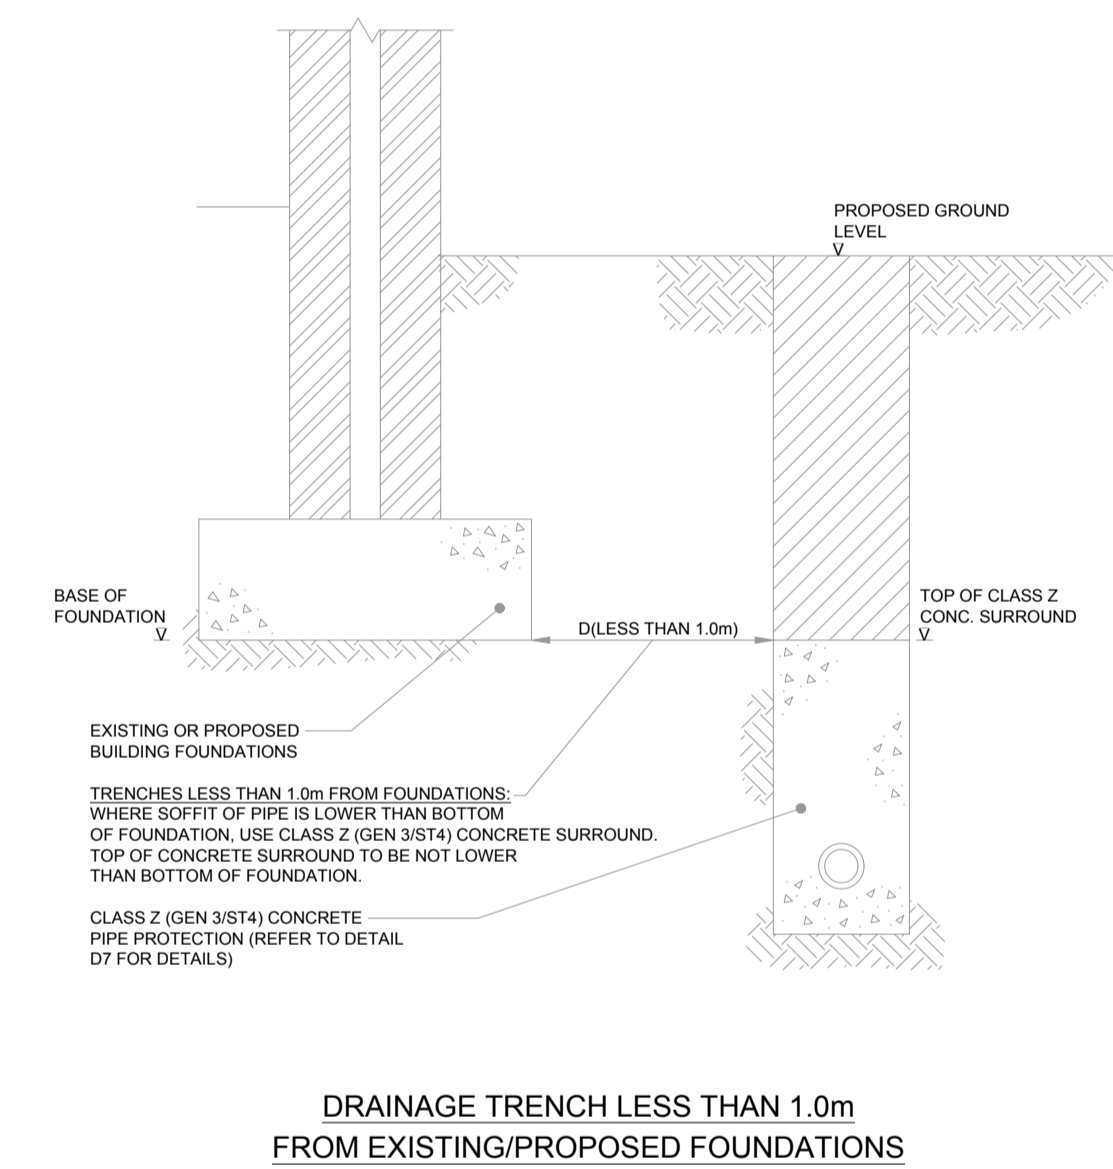 PROPOSED GROUND
LEVEL
BASE OF
FOUNDATION
TOP OF CLASS Z
CONC. SURROUND
D(LESS THAN 1.0m)
EXISTING OR PROPOSED
BUILDING FOUNDATIONS
TRENCHES LESS THAN 1.0m FROM FOUNDATIONS:
WHERE SOFFIT OF PIPE IS LOWER THAN BOTTOM
OF FOUNDATION, USE CLASS Z (GEN 3/ST4) CONCRETE SURROUND.
TOP OF CONCRETE SURROUND TO BE NOT LOWER
THAN BOTTOM OF FOUNDATION.
CLASS Z (GEN 3/ST4) CONCRETE
PIPE PROTECTION (REFER TO DETAIL
D7 FOR DETAILS)
DRAINAGE TRENCH LESS THAN 1.0m
FROM EXISTING/PROPOSED FOUNDATIONS